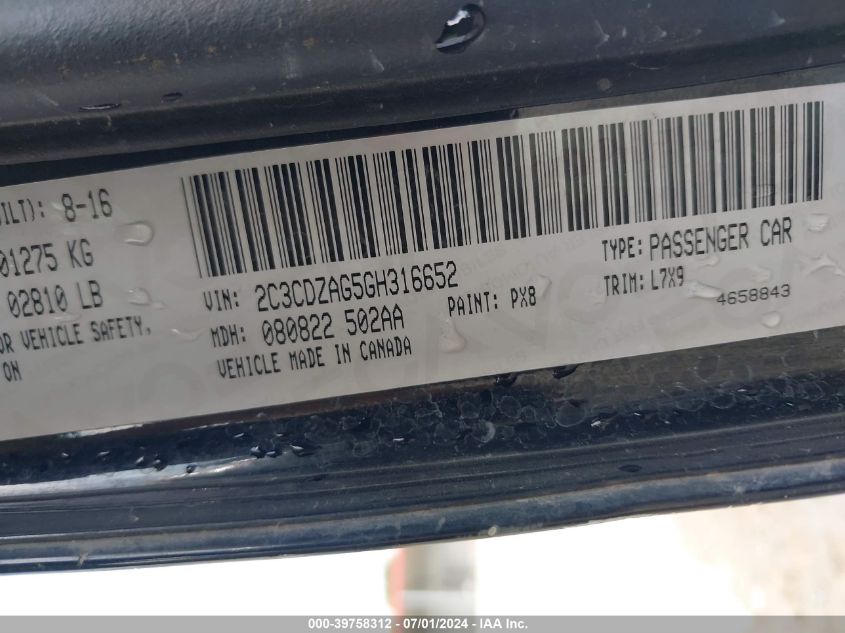 ILT): 8-16
01275 KG
02810 LB
OR VEHICLE SAFETY,
ON
VIN: 2C3CDZAG5GH316652
MDH: 080822 502AA
VEHICLE MADE IN CANADA
PAINT: PX8
TYPE: PASSENGER CAR
TRIM: L7X9
4658843
000-39758312 - 07/01/2024 - IAA Inc.